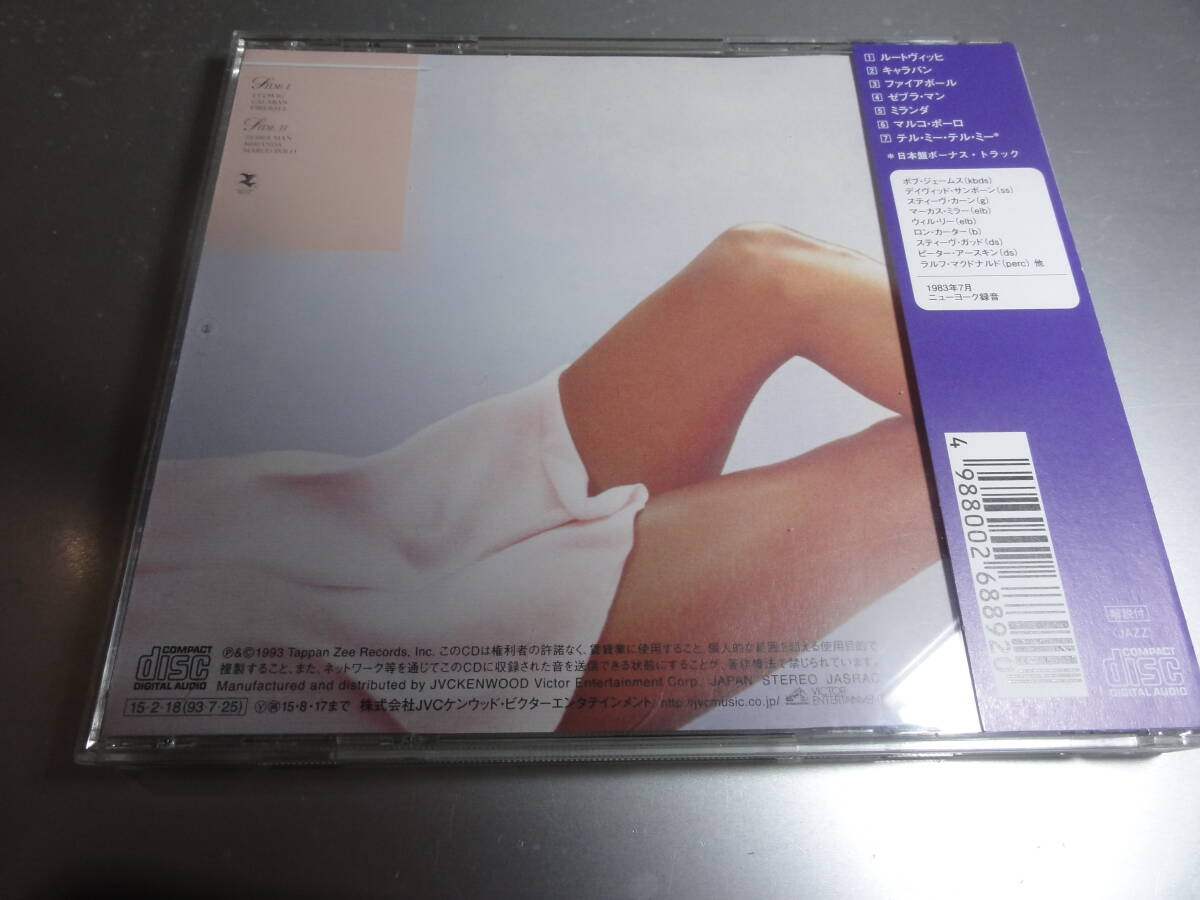 SIDE I
LUDWIG
CALABAN
FIREBALL
SIDE II
ZEBRA MAN
MIRANDA
MARCO POLO
1 ルートヴィッヒ
2 キャラバン
3 ファイアボール
4 ゼブラ・マン
5 ミランダ
6 マルコ・ポーロ
7 テル・ミー・テル・ミー*
*日本盤ボーナス・トラック
ボブ・ジェームス(kbds)
デイヴィッド・サンボーン(ss)
スティーヴ・カーン(g)
マーカス・ミラー(elb)
ウィル・リー(elb)
ロン・カーター(b)
スティーヴ・ガッド(ds)
ピーター・アースキン(ds)
ラルフ・マクドナルド(perc) 他
1983年7月
ニューヨーク録音
4 988002 688920
解説付
〈JAZZ〉
COMPACT
disc
DIGITAL AUDIO
COMPACT
disc
DIGITAL AUDIO
℗&©1993 Tappan Zee Records, Inc. このCDは権利者の許諾なく、賃貸業に使用すること、個人的な範囲を超える使用目的で
複製すること、また、ネットワーク等を通じてこのCDに収録された音を送信できる状態にすることが、著作権法で禁じられています。
Manufactured and distributed by JVCKENWOOD Victor Entertainment Corp. JAPAN STEREO JASRAC
15・2・18(93・7・25) Ⓨ再15・8・17まで 株式会社JVCケンウッド・ビクターエンタテインメント http://jvcmusic.co.jp/ VICTOR
ENTERTAINMENT